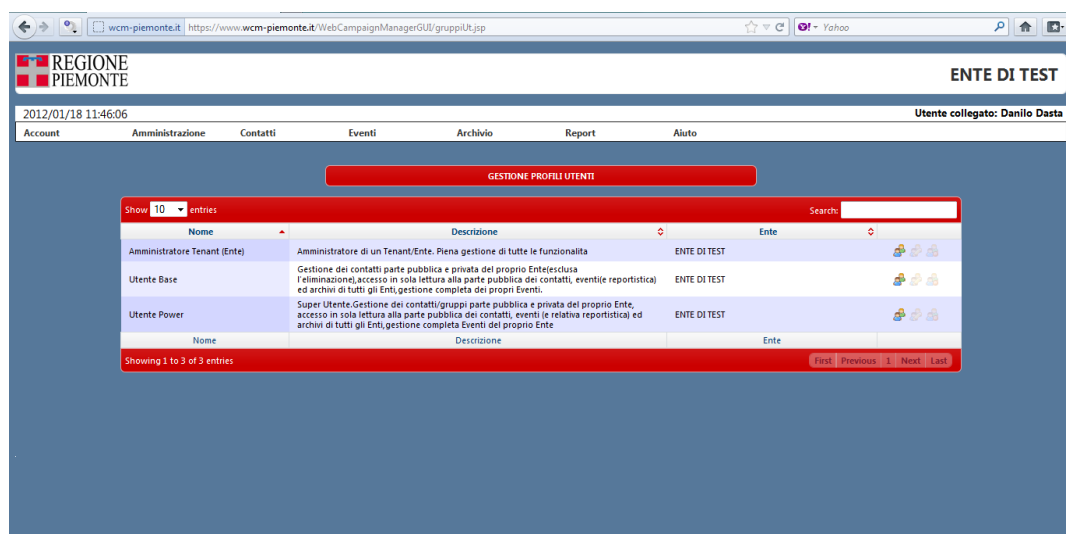 wcm-piemonte.it https://www.wcm-piemonte.it/WebCampaignManagerGUI/gruppiUt.jsp Yahoo
REGIONE
PIEMONTE
ENTE DI TEST
2012/01/18 11:46:06 Utente collegato: Danilo Dasta
Account Amministrazione Contatti Eventi Archivio Report Aiuto
GESTIONE PROFILI UTENTI
Show 10 entries Search:
Nome Descrizione Ente
Amministratore Tenant (Ente) Amministratore di un Tenant/Ente. Piena gestione di tutte le funzionalita ENTE DI TEST
Utente Base
Gestione dei contatti parte pubblica e privata del proprio Ente(esclusa
l'eliminazione),accesso in sola lettura alla parte pubblica dei contatti, eventi(e reportistica)
ed archivi di tutti gli Enti,gestione completa dei propri Eventi.
ENTE DI TEST
Utente Power
Super Utente.Gestione dei contatti/gruppi parte pubblica e privata del proprio Ente,
accesso in sola lettura alla parte pubblica dei contatti, eventi (e relativa reportistica) ed
archivi di tutti gli Enti,gestione completa Eventi del proprio Ente
ENTE DI TEST
Nome Descrizione Ente
Showing 1 to 3 of 3 entries First Previous 1 Next Last